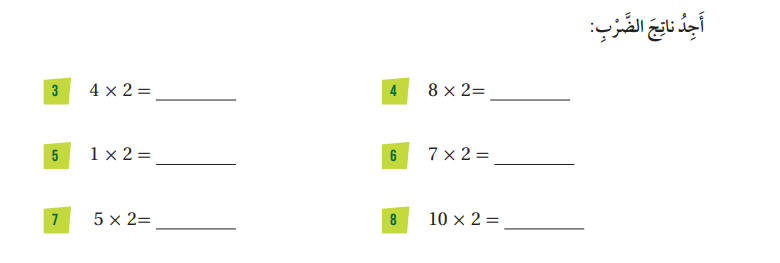 أَجِدُ ناتِجَ الضَّرْبِ:
3 4 × 2 = ________ 4 8 × 2= ________
5 1 × 2 = ________ 6 7 × 2 = ________
7 5 × 2= ________ 8 10 × 2 = ________